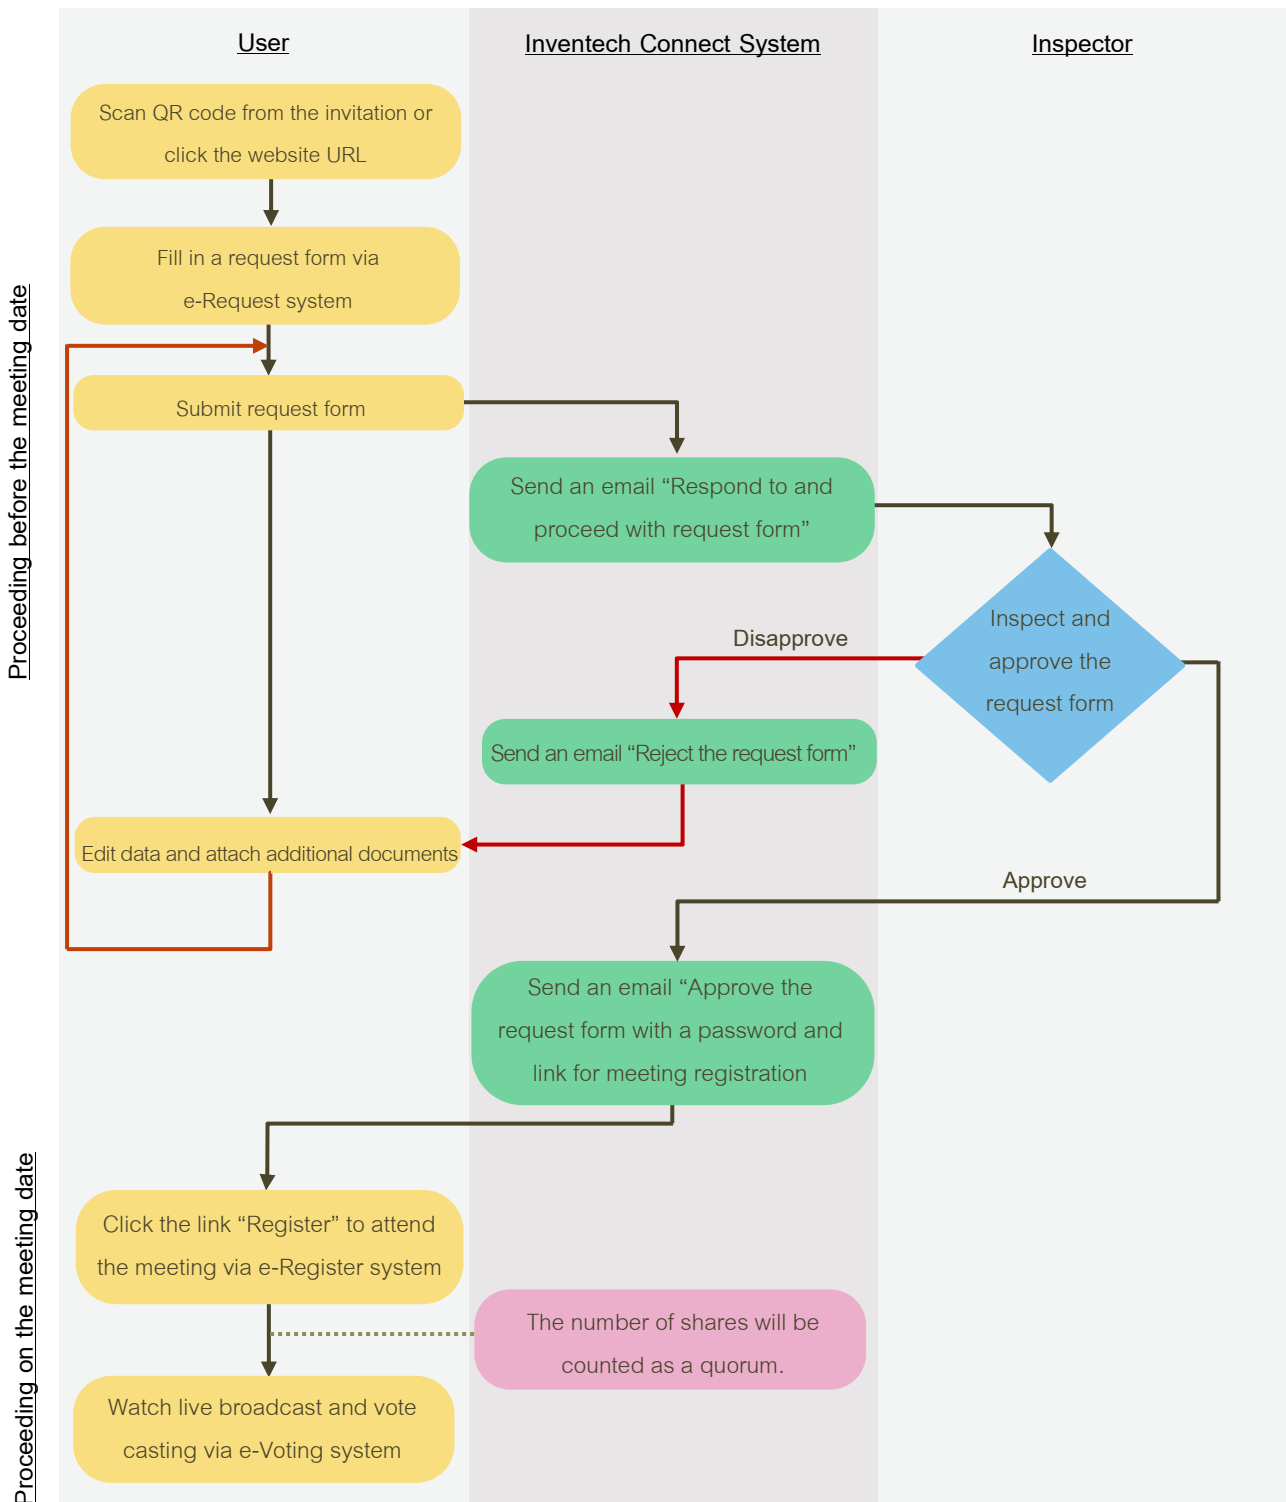 User
Inventech Connect System
Inspector
Proceeding before the meeting date
Scan QR code from the invitation or
click the website URL
Fill in a request form via
e-Request system
Submit request form
Send an email “Respond to and
proceed with request form”
Inspect and
approve the
request form
Disapprove
Send an email “Reject the request form”
Edit data and attach additional documents
Approve
Send an email “Approve the
request form with a password and
link for meeting registration
Proceeding on the meeting date
Click the link “Register” to attend
the meeting via e-Register system
The number of shares will be
counted as a quorum.
Watch live broadcast and vote
casting via e-Voting system